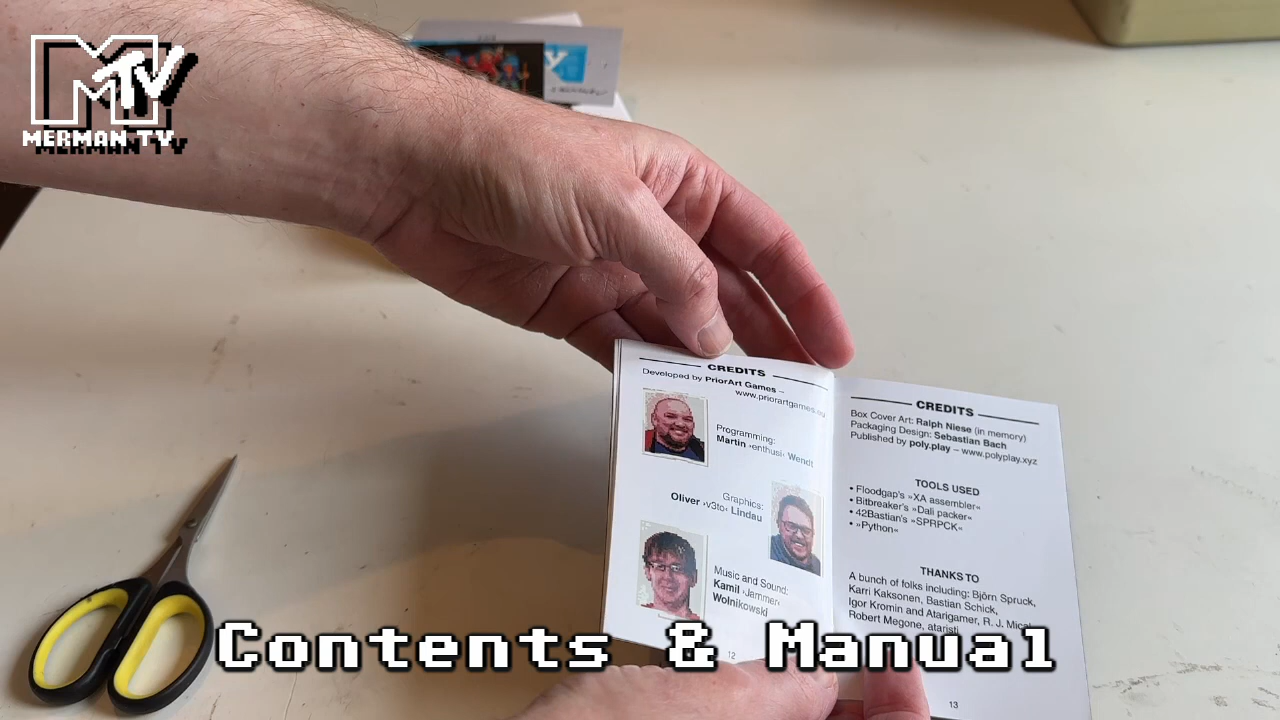 MTV
MERMAN TV
CREDITS
Developed by PriorArt Games –
www.priorartgames.eu
Programming:
Martin ›enthusi‹ Wendt
Graphics:
Oliver ›v3to‹ Lindau
Music and Sound:
Kamil ›Jammer‹
Wolnikowski
12
CREDITS
Box Cover Art: Ralph Niese (in memory)
Packaging Design: Sebastian Bach
Published by poly.play – www.polyplay.xyz
TOOLS USED
• Floodgap's »XA assembler«
• Bitbreaker's »Dali packer«
• 42Bastian's »SPRPCK«
• »Python«
THANKS TO
A bunch of folks including: Björn Spruck,
Karri Kaksonen, Bastian Schick,
Igor Kromin and Atarigamer, R. J. Mical,
Robert Megone, ataristi
13
Contents & Manual